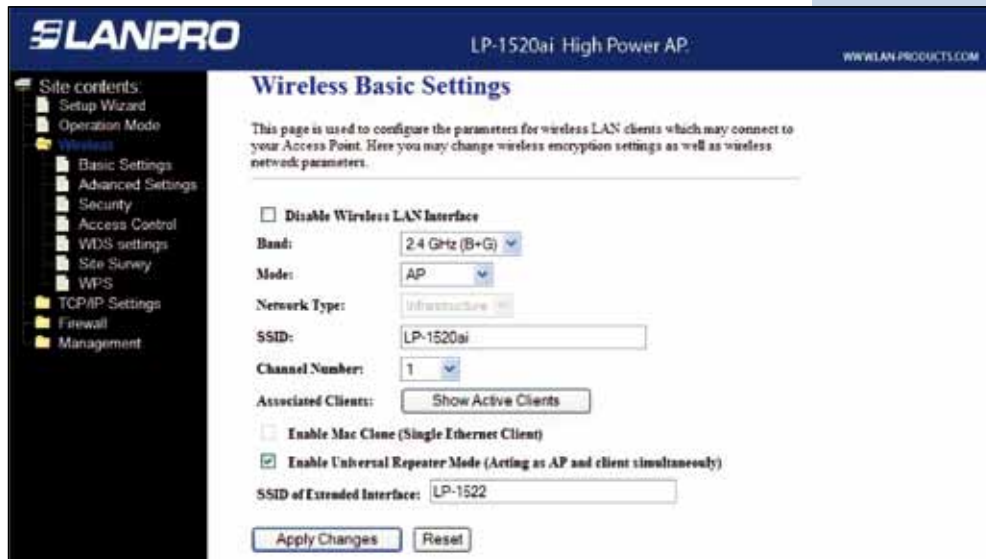 LANPRO
LP-1520ai High Power AP.
WWW.LAN-PRODUCTS.COM
Site contents:
Setup Wizard
Operation Mode
Wireless
Basic Settings
Advanced Settings
Security
Access Control
WDS settings
Site Survey
WPS
TCP/IP Settings
Firewall
Management
Wireless Basic Settings
This page is used to configure the parameters for wireless LAN clients which may connect to
your Access Point. Here you may change wireless encryption settings as well as wireless
network parameters.
Disable Wireless LAN Interface
Band: 2.4 GHz (B+G)
Mode: AP
Network Type: Infrastructure
SSID: LP-1520ai
Channel Number: 1
Associated Clients: Show Active Clients
Enable Mac Clone (Single Ethernet Client)
Enable Universal Repeater Mode (Acting as AP and client simultaneouly)
SSID of Extended Interface: LP-1522
Apply Changes Reset